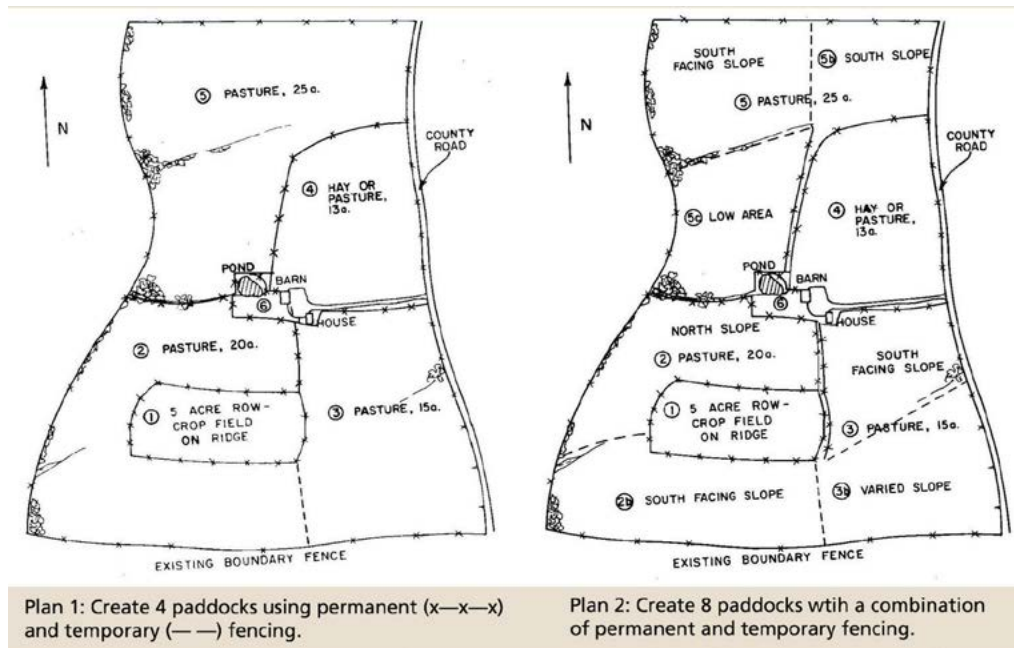 ⑤ PASTURE, 25a.
N
COUNTY
ROAD
④ HAY OR
PASTURE,
13a.
POND
BARN
⑥
HOUSE
② PASTURE, 20a.
① 5 ACRE ROW-
CROP FIELD
ON RIDGE
③ PASTURE, 15a.
EXISTING BOUNDARY FENCE
Plan 1: Create 4 paddocks using permanent (x—x—x)
and temporary (— —) fencing.
SOUTH
FACING SLOPE
5b SOUTH SLOPE
⑤ PASTURE, 25a.
N
COUNTY
ROAD
④ HAY OR
PASTURE,
13a.
5c LOW AREA
POND
BARN
⑥
HOUSE
NORTH SLOPE
② PASTURE, 20a.
SOUTH
FACING SLOPE
① 5 ACRE ROW-
CROP FIELD
ON RIDGE
③ PASTURE, 15a.
2b SOUTH FACING SLOPE
3b VARIED SLOPE
EXISTING BOUNDARY FENCE
Plan 2: Create 8 paddocks wtih a combination
of permanent and temporary fencing.